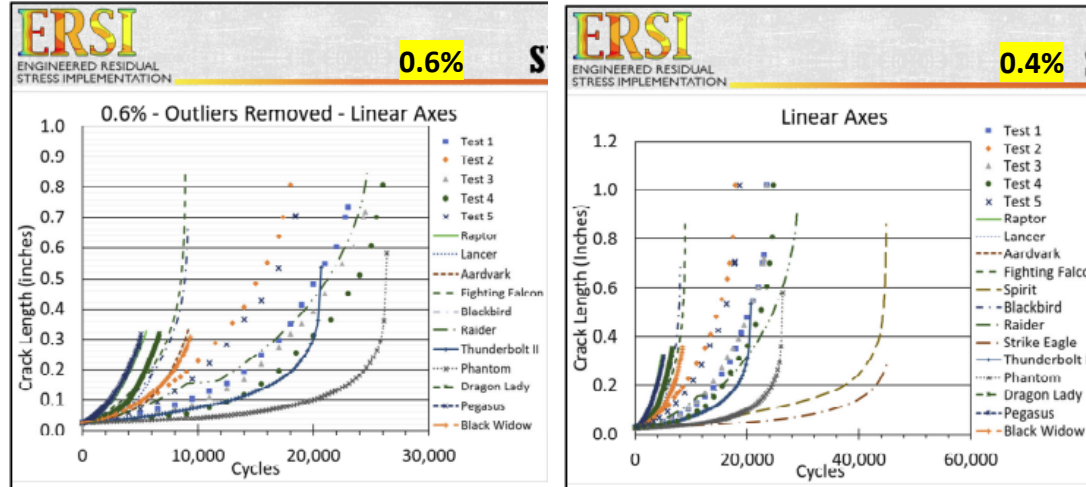 ERSI
ENGINEERED RESIDUAL
STRESS IMPLEMENTATION
0.6%
S
0.6% - Outliers Removed - Linear Axes
Crack Length (inches)
1.0
0.9
0.8
0.7
0.6
0.5
0.4
0.3
0.2
0.1
0.0
0
10,000
20,000
30,000
Cycles
Test 1
Test 2
Test 3
Test 4
Test 5
Raptor
Lancer
Aardvark
Fighting Falcon
Blackbird
Raider
Thunderbolt II
Phantom
Dragon Lady
Pegasus
Black Widow
ERSI
ENGINEERED RESIDUAL
STRESS IMPLEMENTATION
0.4%
Linear Axes
Crack Length (Inches)
1.2
1.0
0.8
0.6
0.4
0.2
0.0
0
20,000
40,000
60,000
Cycles
Test 1
Test 2
Test 3
Test 4
Test 5
Raptor
Lancer
Aardvark
Fighting Falco
Spirit
Blackbird
Raider
Strike Eagle
Thunderbolt
Phantom
Dragon Lady
Pegasus
Black Widow